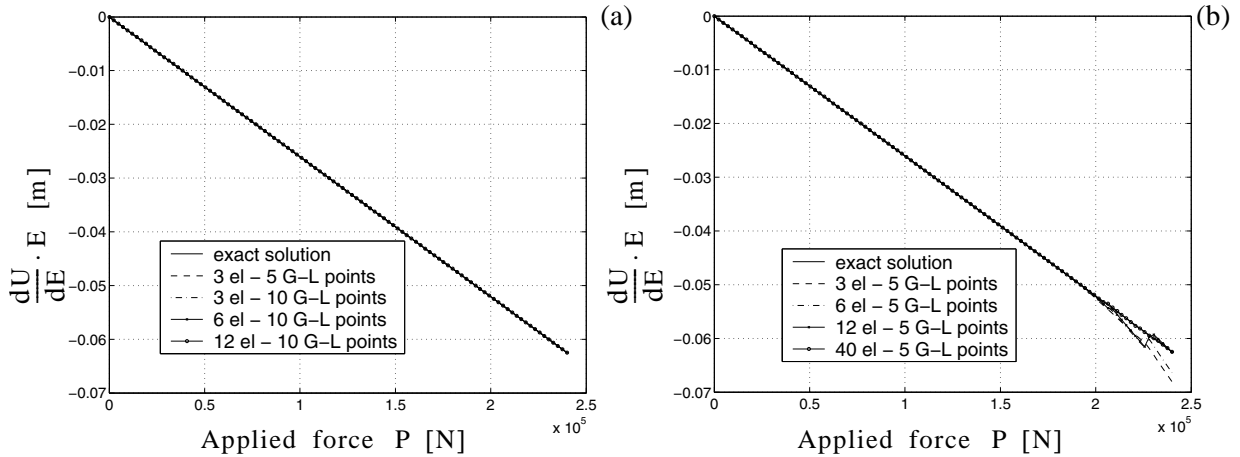 (a)
0
−0.01
−0.02
−0.03
−0.04
−0.05
−0.06
−0.07
dU/dE · E [m]
exact solution
3 el − 5 G−L points
3 el − 10 G−L points
6 el − 10 G−L points
12 el − 10 G−L points
0 0.5 1 1.5 2 2.5
x 10^5
Applied force P [N]
(b)
0
−0.01
−0.02
−0.03
−0.04
−0.05
−0.06
−0.07
dU/dE · E [m]
exact solution
3 el − 5 G−L points
6 el − 5 G−L points
12 el − 5 G−L points
40 el − 5 G−L points
0 0.5 1 1.5 2 2.5
x 10^5
Applied force P [N]